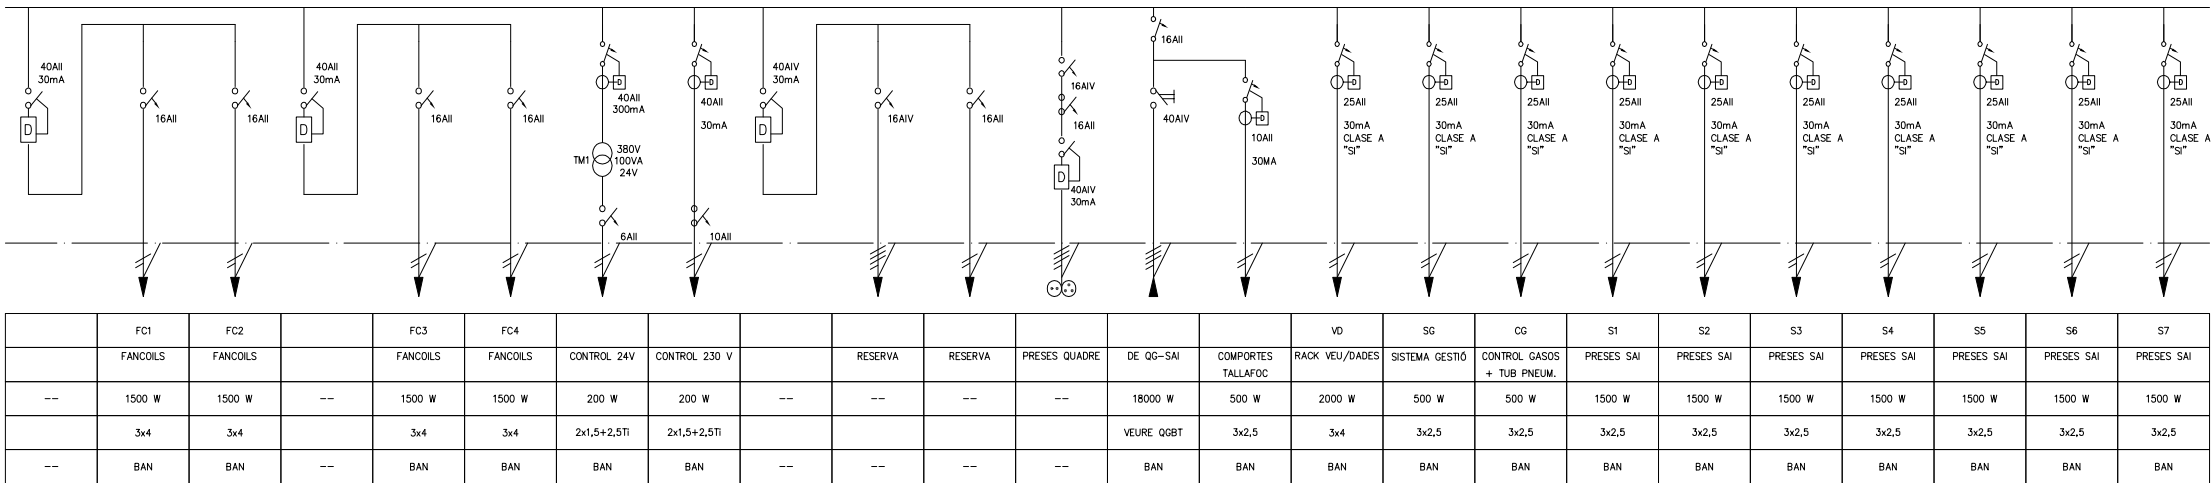 40AII
30mA
D
16AII
16AII
40AII
30mA
D
16AII
16AII
D
40AII
300mA
TM1
380V
100VA
24V
6AII
D
40AII
30mA
10AII
40AIV
30mA
D
16AIV
16AII
16AIV
16AII
D
40AIV
30mA
16AII
40AIV
D
10AII
30MA
D
25AII
30mA
CLASE A
"SI"
D
25AII
30mA
CLASE A
"SI"
D
25AII
30mA
CLASE A
"SI"
D
25AII
30mA
CLASE A
"SI"
D
25AII
30mA
CLASE A
"SI"
D
25AII
30mA
CLASE A
"SI"
D
25AII
30mA
CLASE A
"SI"
D
25AII
30mA
CLASE A
"SI"
D
25AII
30mA
CLASE A
"SI"
D
25AII
30mA
CLASE A
"SI"
FC1 FC2 FC3 FC4 VD SG CG S1 S2 S3 S4 S5 S6 S7
FANCOILS FANCOILS FANCOILS FANCOILS CONTROL 24V CONTROL 230 V RESERVA RESERVA PRESES QUADRE DE QG-SAI COMPORTES RACK VEU/DADES SISTEMA GESTIÓ CONTROL GASOS PRESES SAI PRESES SAI PRESES SAI PRESES SAI PRESES SAI PRESES SAI PRESES SAI
TALLAFOC + TUB PNEUM.
-- 1500 W 1500 W -- 1500 W 1500 W 200 W 200 W -- -- -- -- 18000 W 500 W 2000 W 500 W 500 W 1500 W 1500 W 1500 W 1500 W 1500 W 1500 W 1500 W
3x4 3x4 3x4 3x4 2x1,5+2,5Ti 2x1,5+2,5Ti VEURE QGBT 3x2,5 3x4 3x2,5 3x2,5 3x2,5 3x2,5 3x2,5 3x2,5 3x2,5 3x2,5 3x2,5
-- BAN BAN -- BAN BAN BAN BAN -- -- -- -- BAN BAN BAN BAN BAN BAN BAN BAN BAN BAN BAN BAN